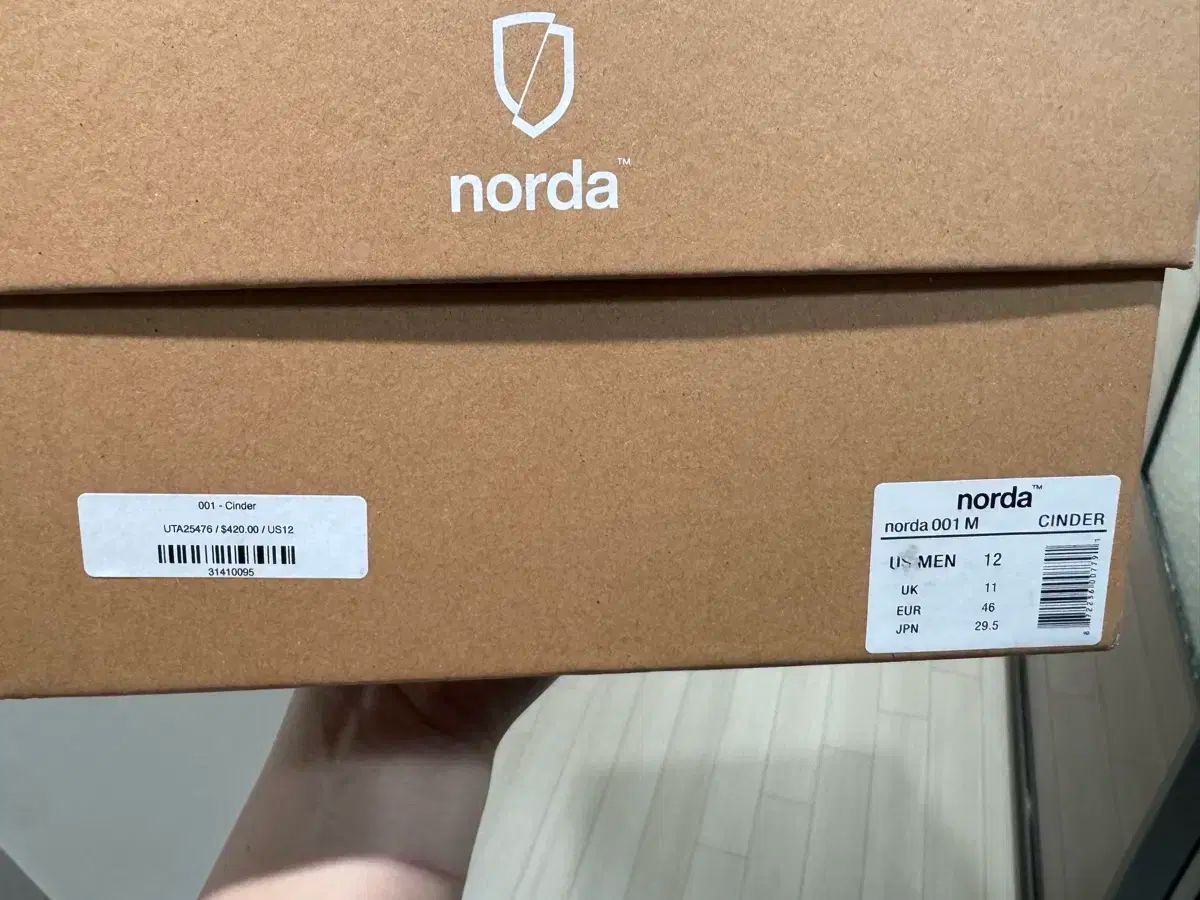 norda™
001 - Cinder
UTA25476 / $420.00 / US12
31410095
norda™
norda 001 M CINDER
US MEN 12
UK 11
EUR 46
JPN 29.5